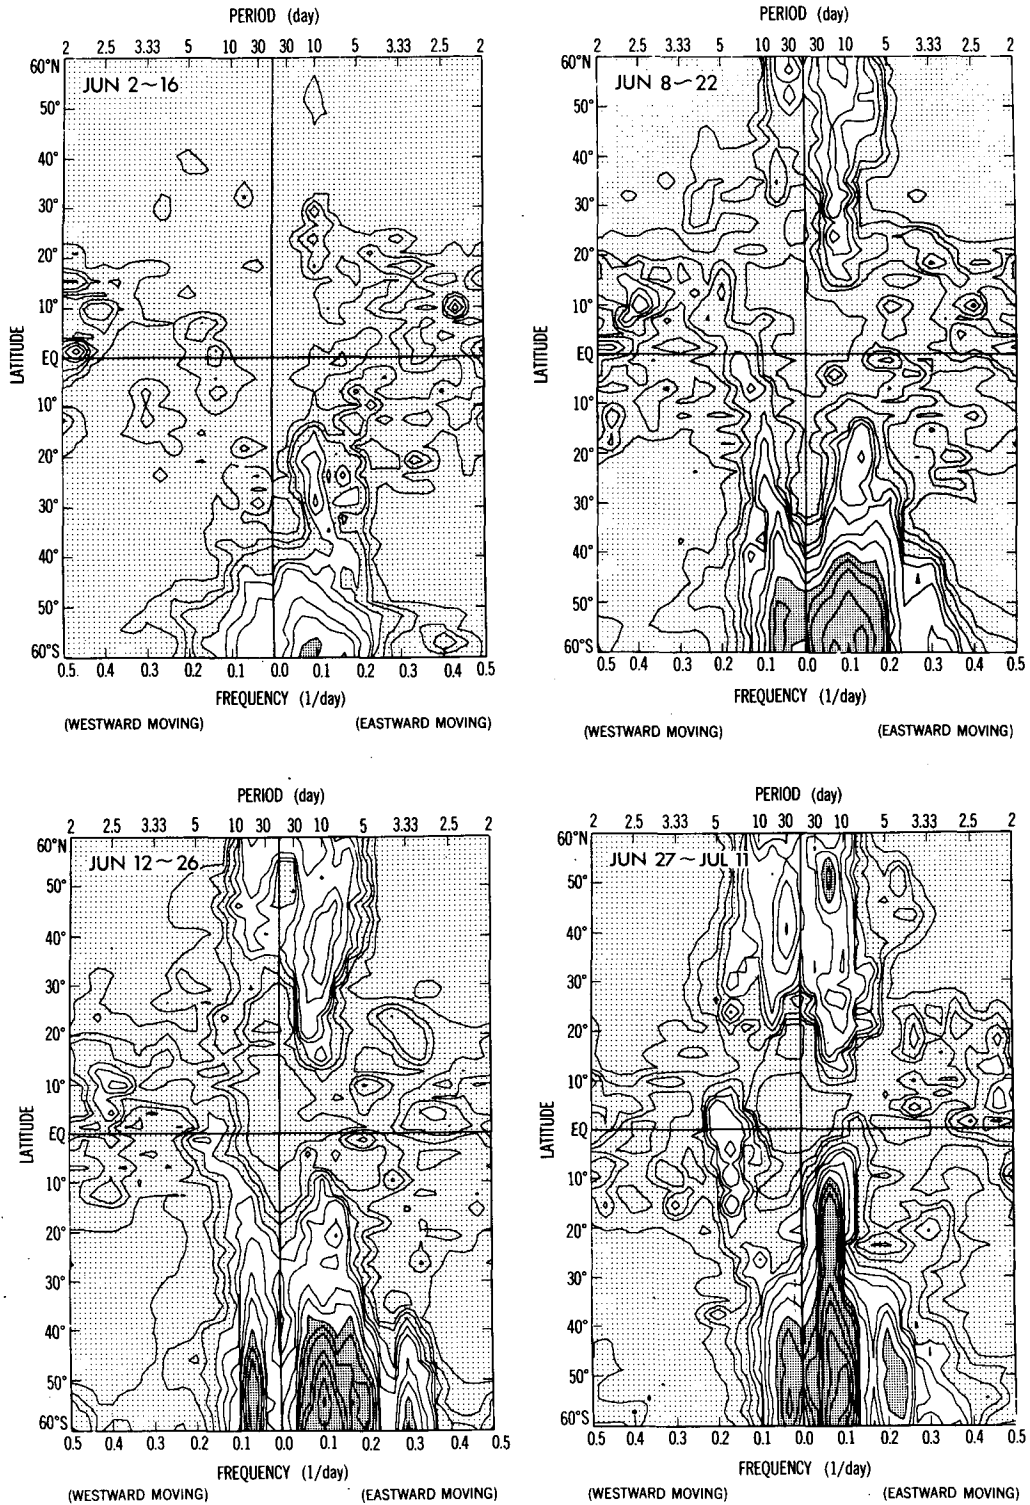 PERIOD (day)
2 2.5 3.33 5 10 30 30 10 5 3.33 2.5 2
60°N
JUN 2~16
50°
40°
30°
20°
10°
EQ
10°
20°
30°
40°
50°
60°S
LATITUDE
0.5 0.4 0.3 0.2 0.1 0.0 0.1 0.2 0.3 0.4 0.5
FREQUENCY (1/day)
(WESTWARD MOVING) (EASTWARD MOVING)
PERIOD (day)
2 2.5 3.33 5 10 30 30 10 5 3.33 2.5 2
60°N
JUN 8~22
50°
40°
30°
20°
10°
EQ
10°
20°
30°
40°
50°
60°S
LATITUDE
0.5 0.4 0.3 0.2 0.1 0.0 0.1 0.2 0.3 0.4 0.5
FREQUENCY (1/day)
(WESTWARD MOVING) (EASTWARD MOVING)
PERIOD (day)
2 2.5 3.33 5 10 30 30 10 5 3.33 2.5 2
60°N
JUN 12~26
50°
40°
30°
20°
10°
EQ
10°
20°
30°
40°
50°
60°S
LATITUDE
0.5 0.4 0.3 0.2 0.1 0.0 0.1 0.2 0.3 0.4 0.5
FREQUENCY (1/day)
(WESTWARD MOVING) (EASTWARD MOVING)
PERIOD (day)
2 2.5 3.33 5 10 30 30 10 5 3.33 2.5 2
60°N
JUN 27~JUL 11
50°
40°
30°
20°
10°
EQ
10°
20°
30°
40°
50°
60°S
LATITUDE
0.5 0.4 0.3 0.2 0.1 0.0 0.1 0.2 0.3 0.4 0.5
FREQUENCY (1/day)
(WESTWARD MOVING) (EASTWARD MOVING)